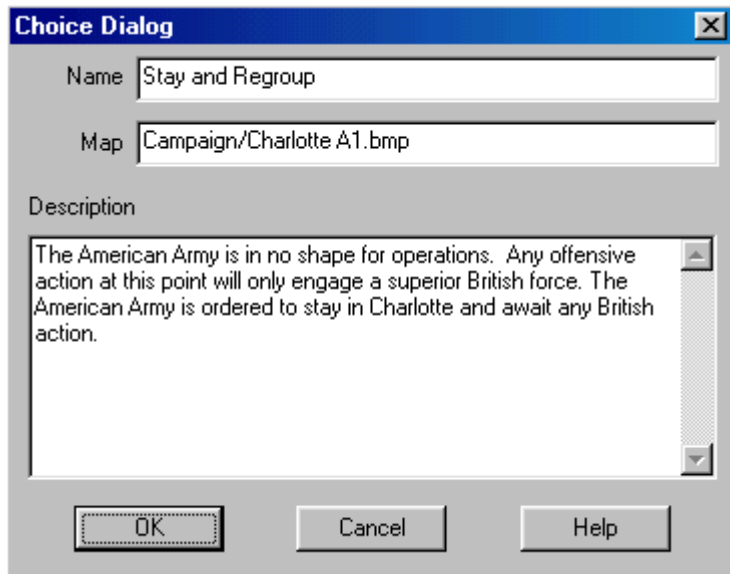 Choice Dialog
Name Stay and Regroup
Map Campaign/Charlotte A1.bmp
Description
The American Army is in no shape for operations.  Any offensive
action at this point will only engage a superior British force. The
American Army is ordered to stay in Charlotte and await any British
action.
OK Cancel Help